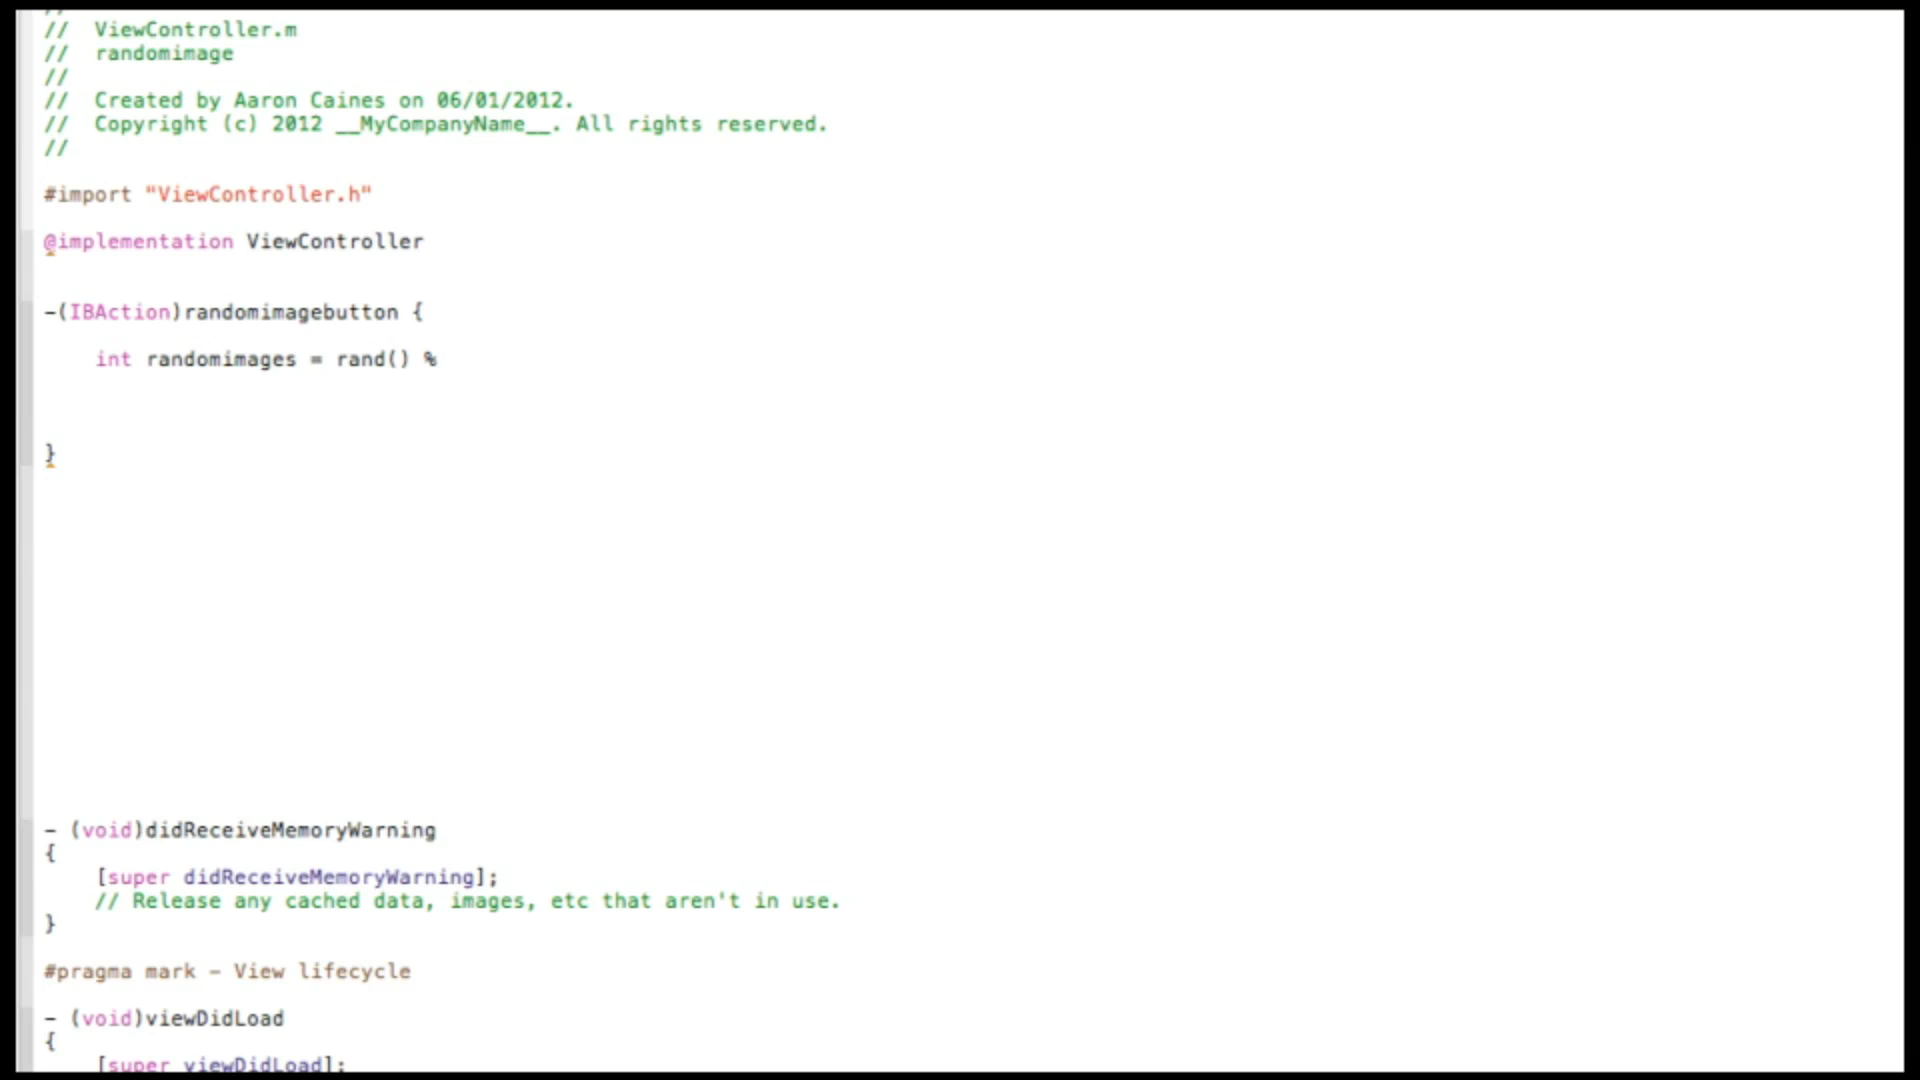 //
//  ViewController.m
//  randomimage
//
//  Created by Aaron Caines on 06/01/2012.
//  Copyright (c) 2012 __MyCompanyName__. All rights reserved.
//
#import "ViewController.h"
@implementation ViewController
-(IBAction)randomimagebutton {
    int randomimages = rand() %
}
- (void)didReceiveMemoryWarning
{
    [super didReceiveMemoryWarning];
    // Release any cached data, images, etc that aren't in use.
}
#pragma mark - View lifecycle
- (void)viewDidLoad
{
    [super viewDidLoad];